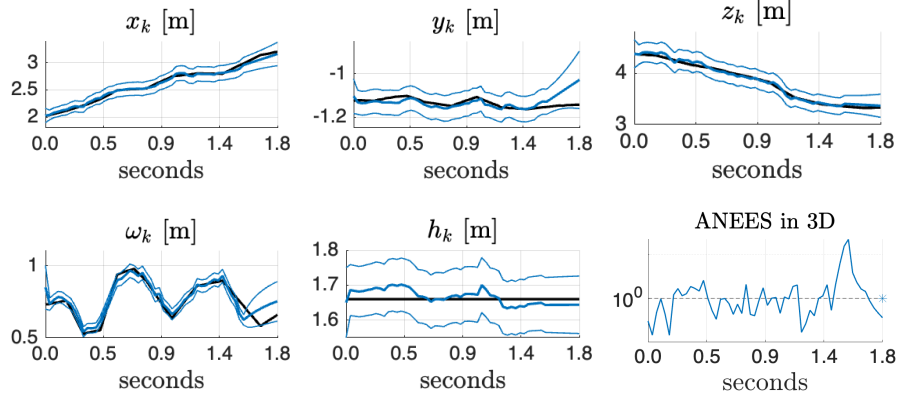 x_k [m]
3
2.5
2
0.0 0.5 0.9 1.4 1.8
seconds
y_k [m]
-1
-1.2
0.0 0.5 0.9 1.4 1.8
seconds
z_k [m]
4
3
0.0 0.5 0.9 1.4 1.8
seconds
ω_k [m]
1
0.5
0.0 0.5 0.9 1.4 1.8
seconds
h_k [m]
1.8
1.7
1.6
0.0 0.5 0.9 1.4 1.8
seconds
ANEES in 3D
10^0
0.0 0.5 0.9 1.4 1.8
seconds